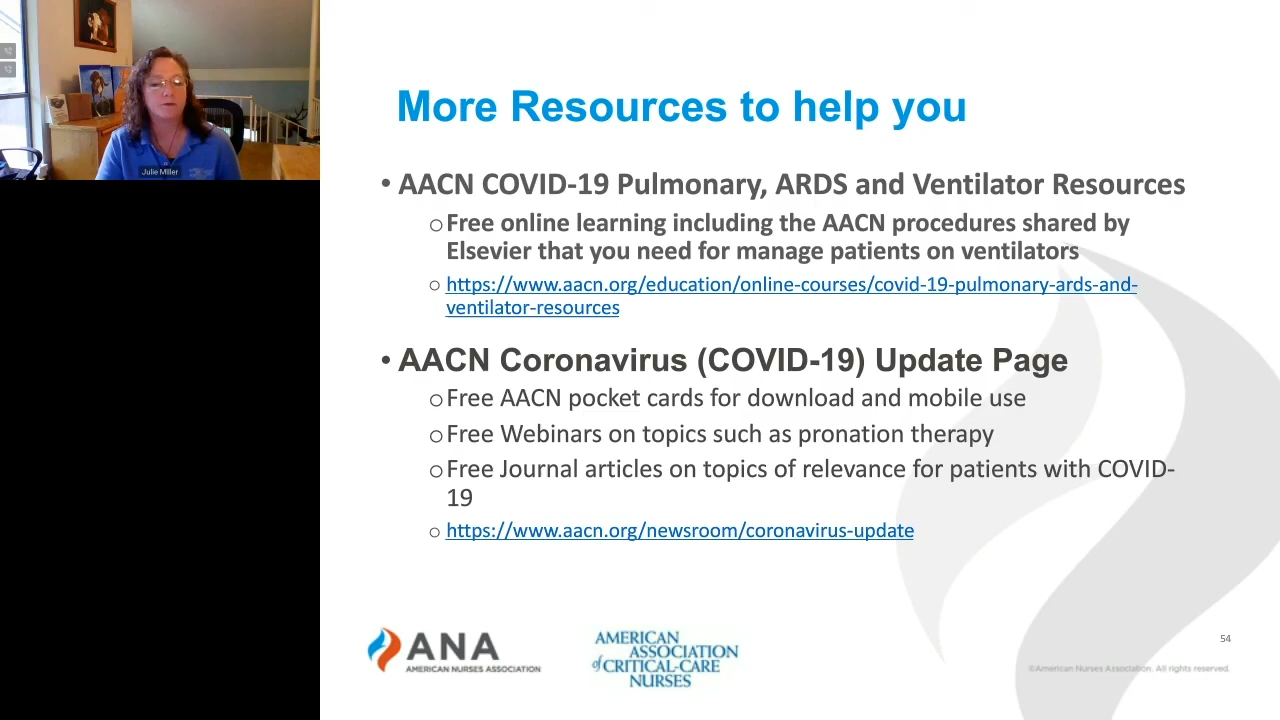 Julie Miller
More Resources to help you
• AACN COVID-19 Pulmonary, ARDS and Ventilator Resources
o Free online learning including the AACN procedures shared by
Elsevier that you need for manage patients on ventilators
o https://www.aacn.org/education/online-courses/covid-19-pulmonary-ards-and-
ventilator-resources
• AACN Coronavirus (COVID-19) Update Page
o Free AACN pocket cards for download and mobile use
o Free Webinars on topics such as pronation therapy
o Free Journal articles on topics of relevance for patients with COVID-
19
o https://www.aacn.org/newsroom/coronavirus-update
ANA
AMERICAN NURSES ASSOCIATION
AMERICAN
ASSOCIATION
of CRITICAL-CARE
NURSES
54
©American Nurses Association. All rights reserved.